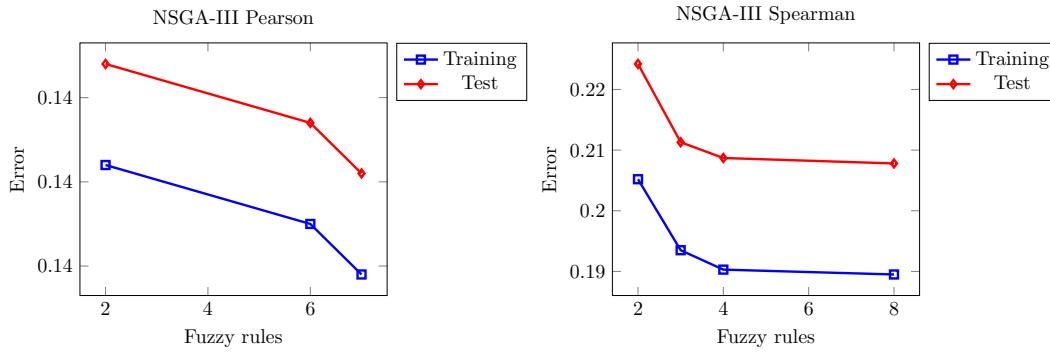 NSGA-III Pearson
Training
Test
0.14
0.14
0.14
Error
2 4 6
Fuzzy rules
NSGA-III Spearman
Training
Test
0.22
0.21
0.2
0.19
Error
2 4 6 8
Fuzzy rules